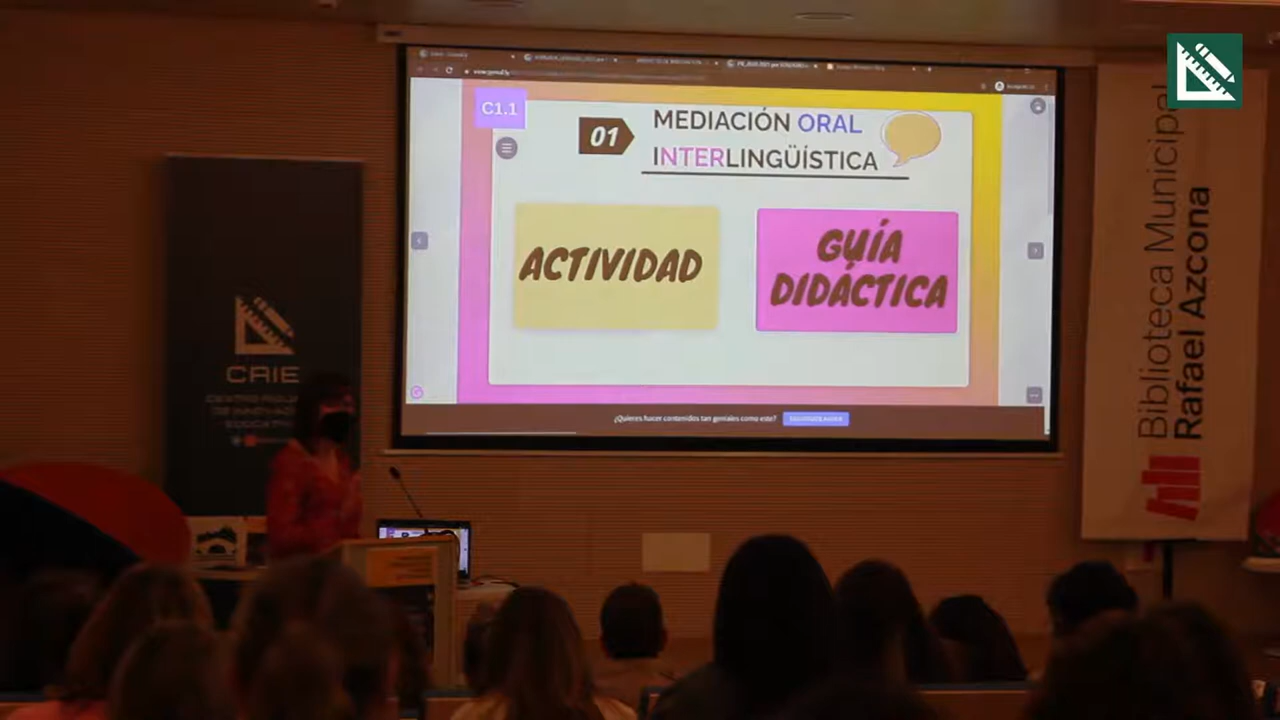 C1.1
01
MEDIACIÓN ORAL
INTERLINGÜÍSTICA
ACTIVIDAD
GUÍA
DIDÁCTICA
¿Quieres hacer contenidos tan geniales como este?
CRIE
Biblioteca Municipal
Rafael Azcona